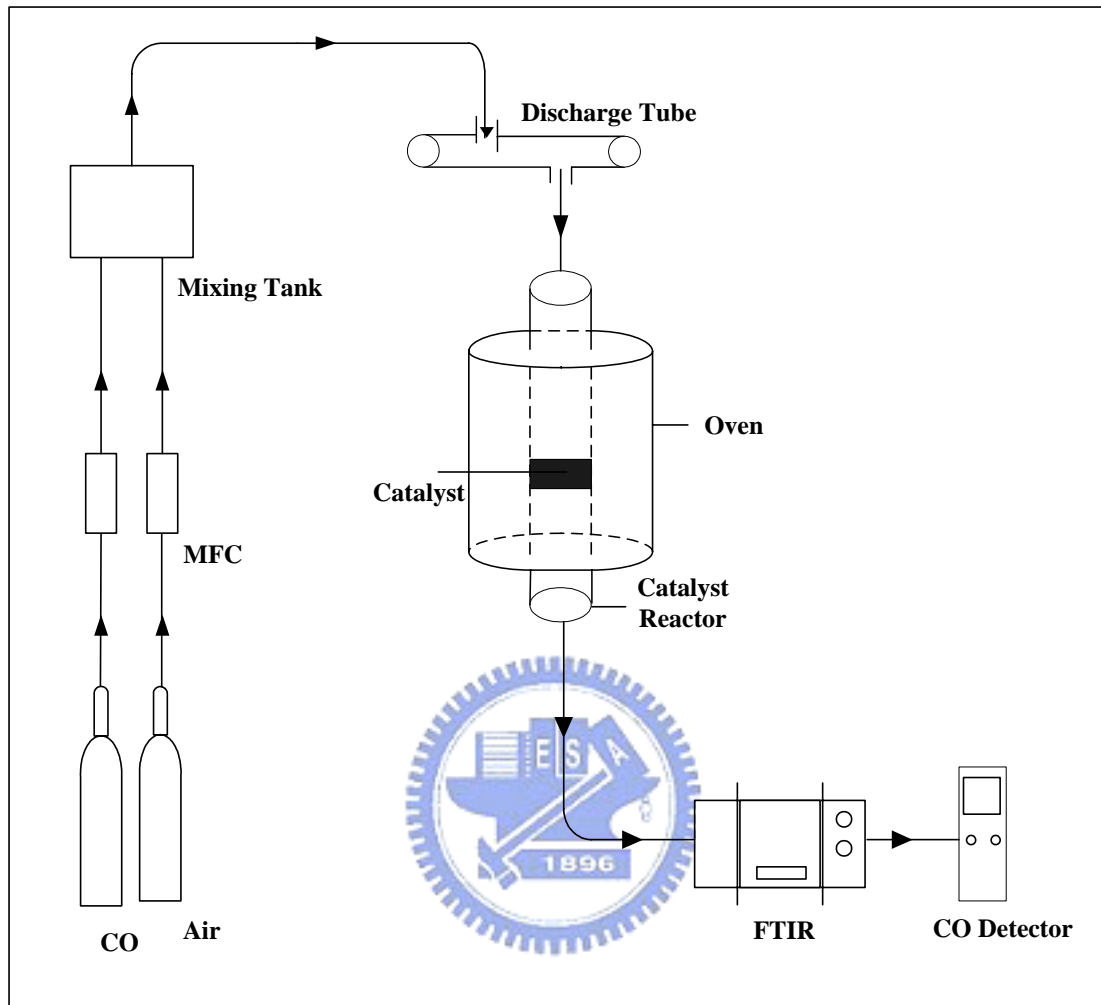 Discharge Tube
Mixing Tank
Oven
Catalyst
MFC
Catalyst
Reactor
E S A
1896
CO
Air
FTIR
CO Detector